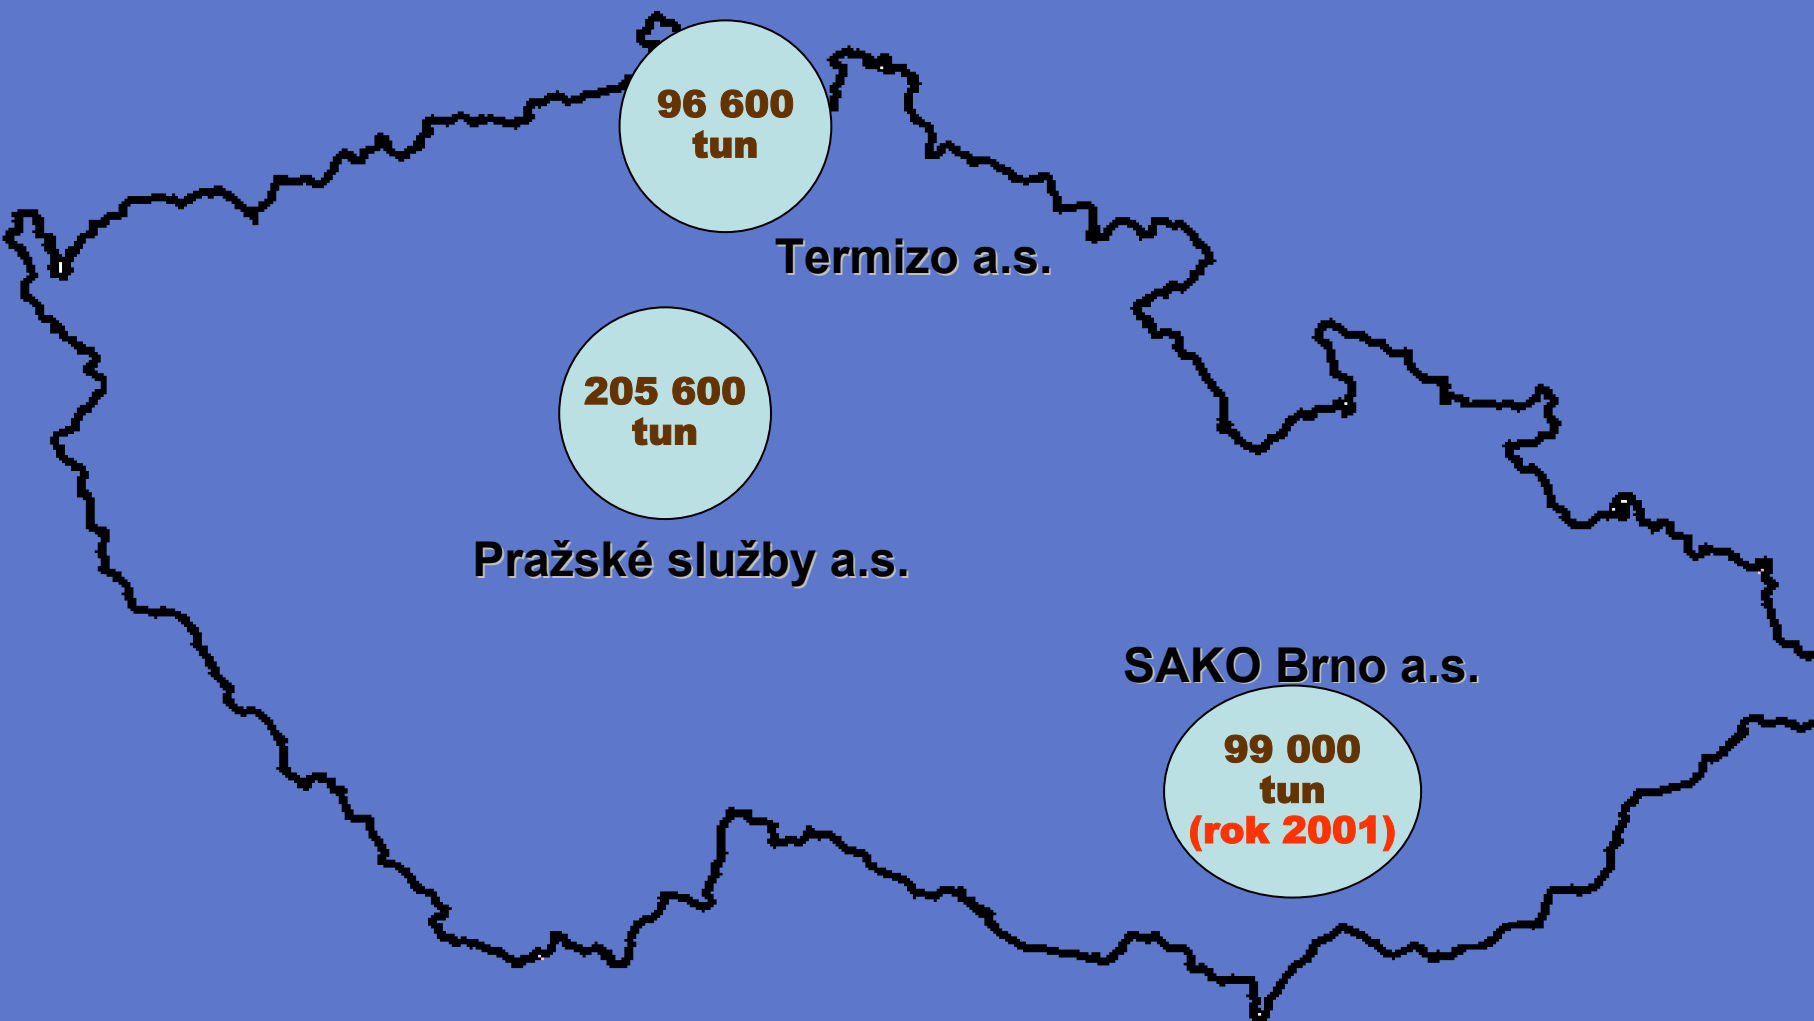 96 600
tun
Termizo a.s.
205 600
tun
Pražské služby a.s.
SAKO Brno a.s.
99 000
tun
(rok 2001)